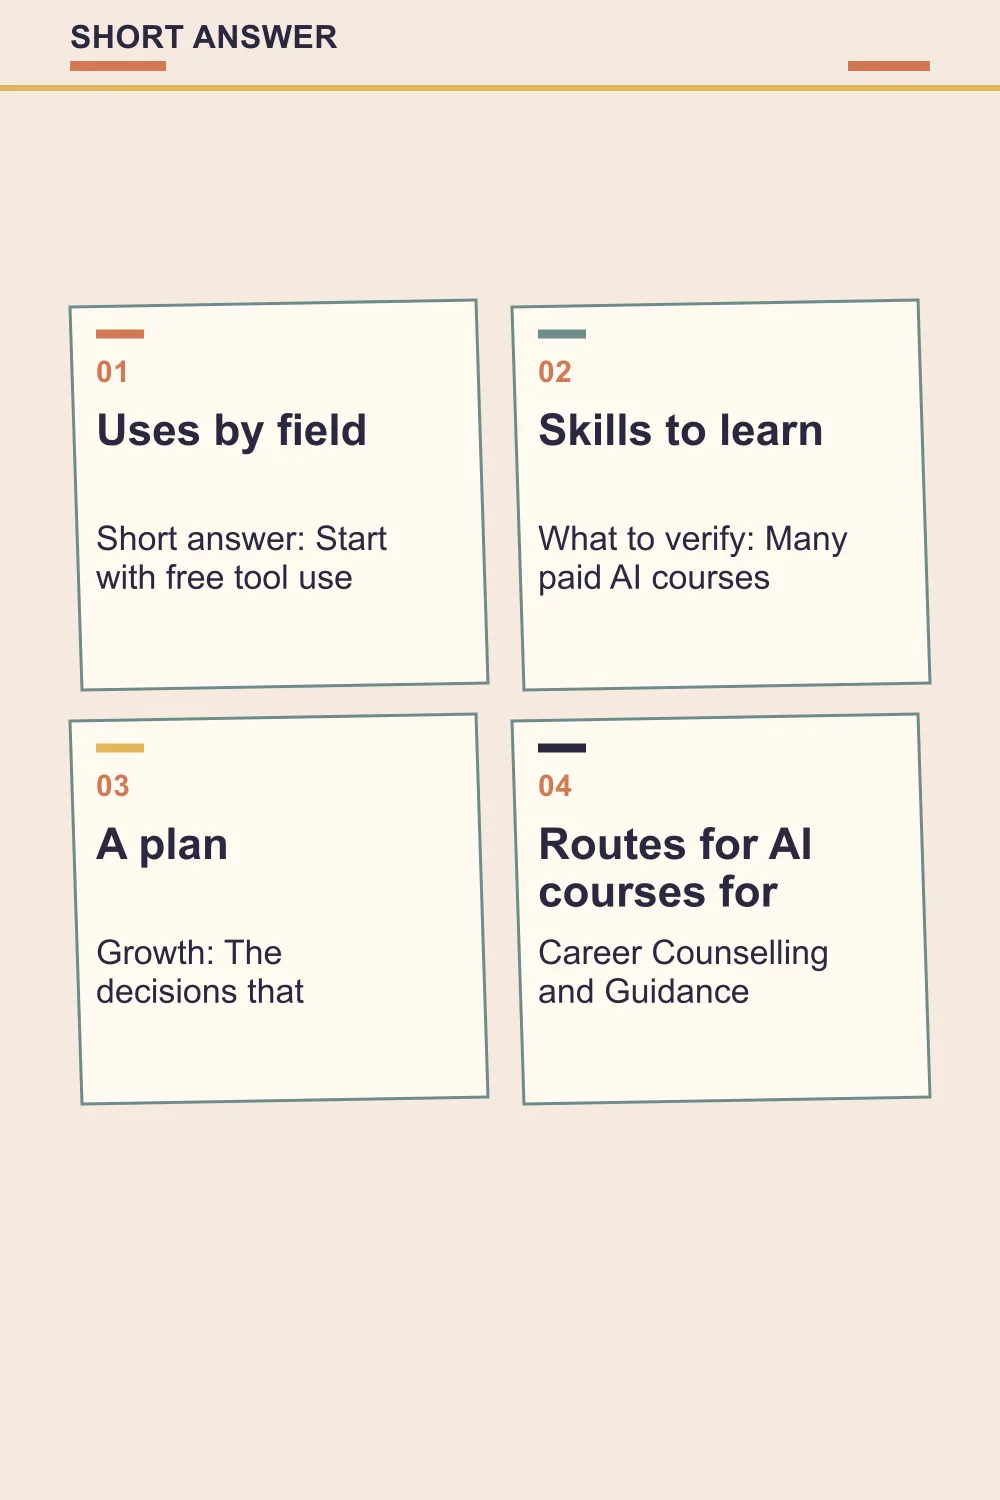 SHORT ANSWER
01
Uses by field
Short answer: Start
with free tool use
02
Skills to learn
What to verify: Many
paid AI courses
03
A plan
Growth: The
decisions that
04
Routes for AI
courses for
Career Counselling
and Guidance